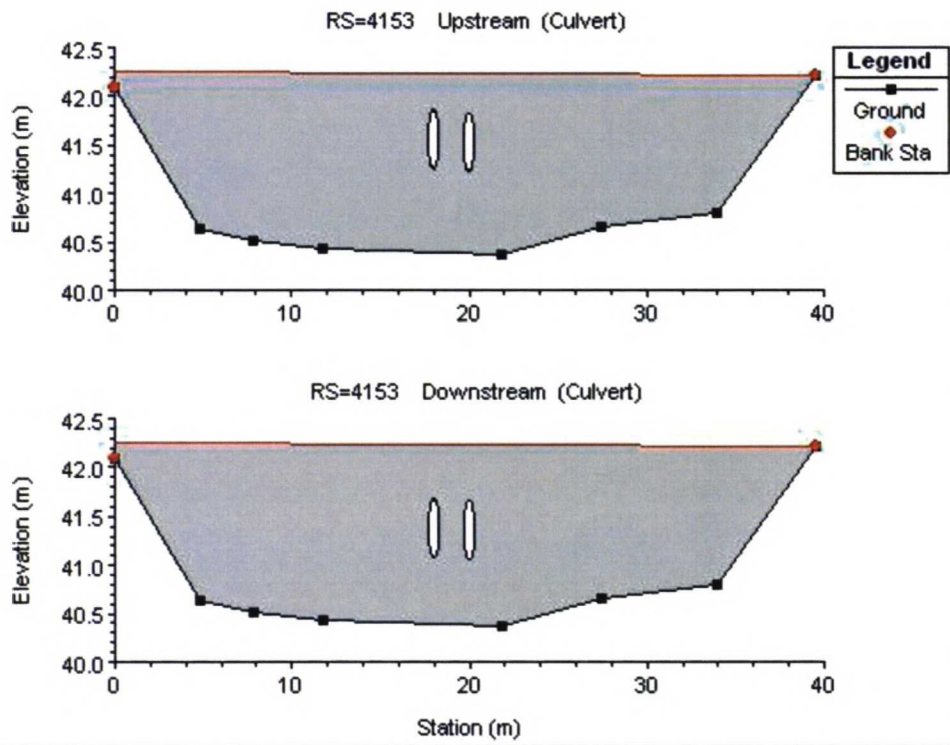 RS=4153 Upstream (Culvert)
42.5
42.0
41.5
41.0
40.5
40.0
Elevation (m)
0 10 20 30 40
Legend
Ground
Bank Sta
RS=4153 Downstream (Culvert)
42.5
42.0
41.5
41.0
40.5
40.0
Elevation (m)
0 10 20 30 40
Station (m)